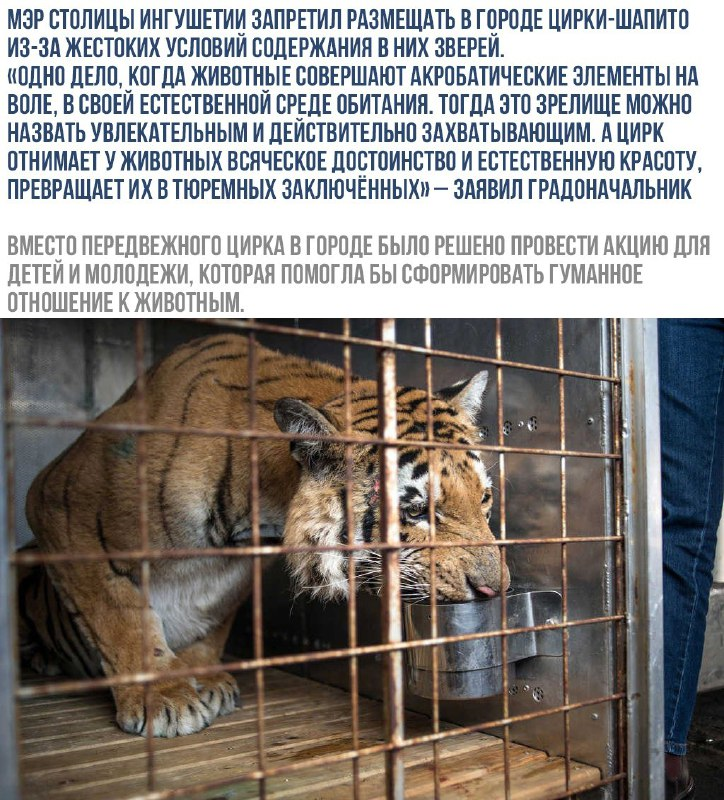 МЭР СТОЛИЦЫ ИНГУШЕТИИ ЗАПРЕТИЛ РАЗМЕЩАТЬ В ГОРОДЕ ЦИРКИ-ШАПИТО
ИЗ-ЗА ЖЕСТОКИХ УСЛОВИЙ СОДЕРЖАНИЯ В НИХ ЗВЕРЕЙ.
«ОДНО ДЕЛО, КОГДА ЖИВОТНЫЕ СОВЕРШАЮТ АКРОБАТИЧЕСКИЕ ЭЛЕМЕНТЫ НА
ВОЛЕ, В СВОЕЙ ЕСТЕСТВЕННОЙ СРЕДЕ ОБИТАНИЯ. ТОГДА ЭТО ЗРЕЛИЩЕ МОЖНО
НАЗВАТЬ УВЛЕКАТЕЛЬНЫМ И ДЕЙСТВИТЕЛЬНО ЗАХВАТЫВАЮЩИМ. А ЦИРК
ОТНИМАЕТ У ЖИВОТНЫХ ВСЯЧЕСКОЕ ДОСТОИНСТВО И ЕСТЕСТВЕННУЮ КРАСОТУ,
ПРЕВРАЩАЕТ ИХ В ТЮРЕМНЫХ ЗАКЛЮЧЁННЫХ» – ЗАЯВИЛ ГРАДОНАЧАЛЬНИК
ВМЕСТО ПЕРЕДВЕЖНОГО ЦИРКА В ГОРОДЕ БЫЛО РЕШЕНО ПРОВЕСТИ АКЦИЮ ДЛЯ
ДЕТЕЙ И МОЛОДЕЖИ, КОТОРАЯ ПОМОГЛА БЫ СФОРМИРОВАТЬ ГУМАННОЕ
ОТНОШЕНИЕ К ЖИВОТНЫМ.